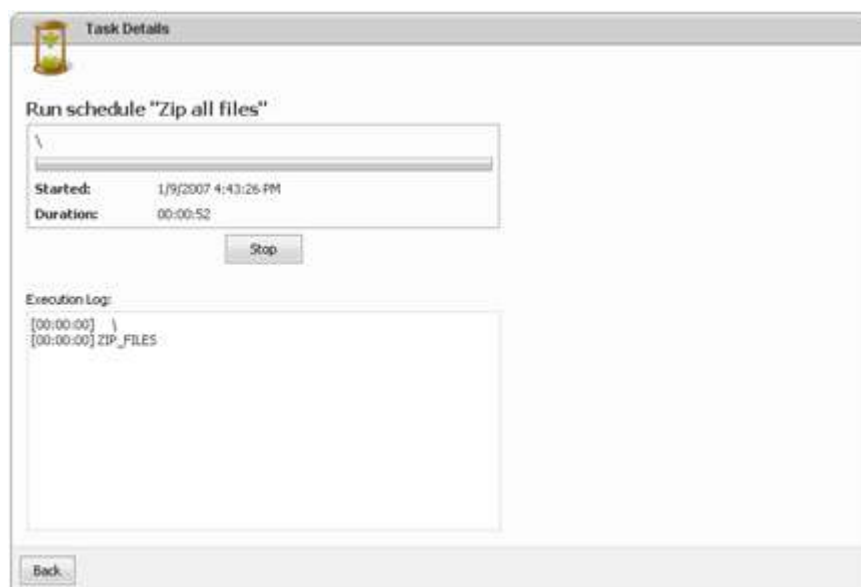 Task Details
Run schedule "Zip all files"
\
Started: 1/9/2007 4:43:26 PM
Duration: 00:00:52
Stop
Execution Log:
[00:00:00] \
[00:00:00] ZIP_FILES
Back